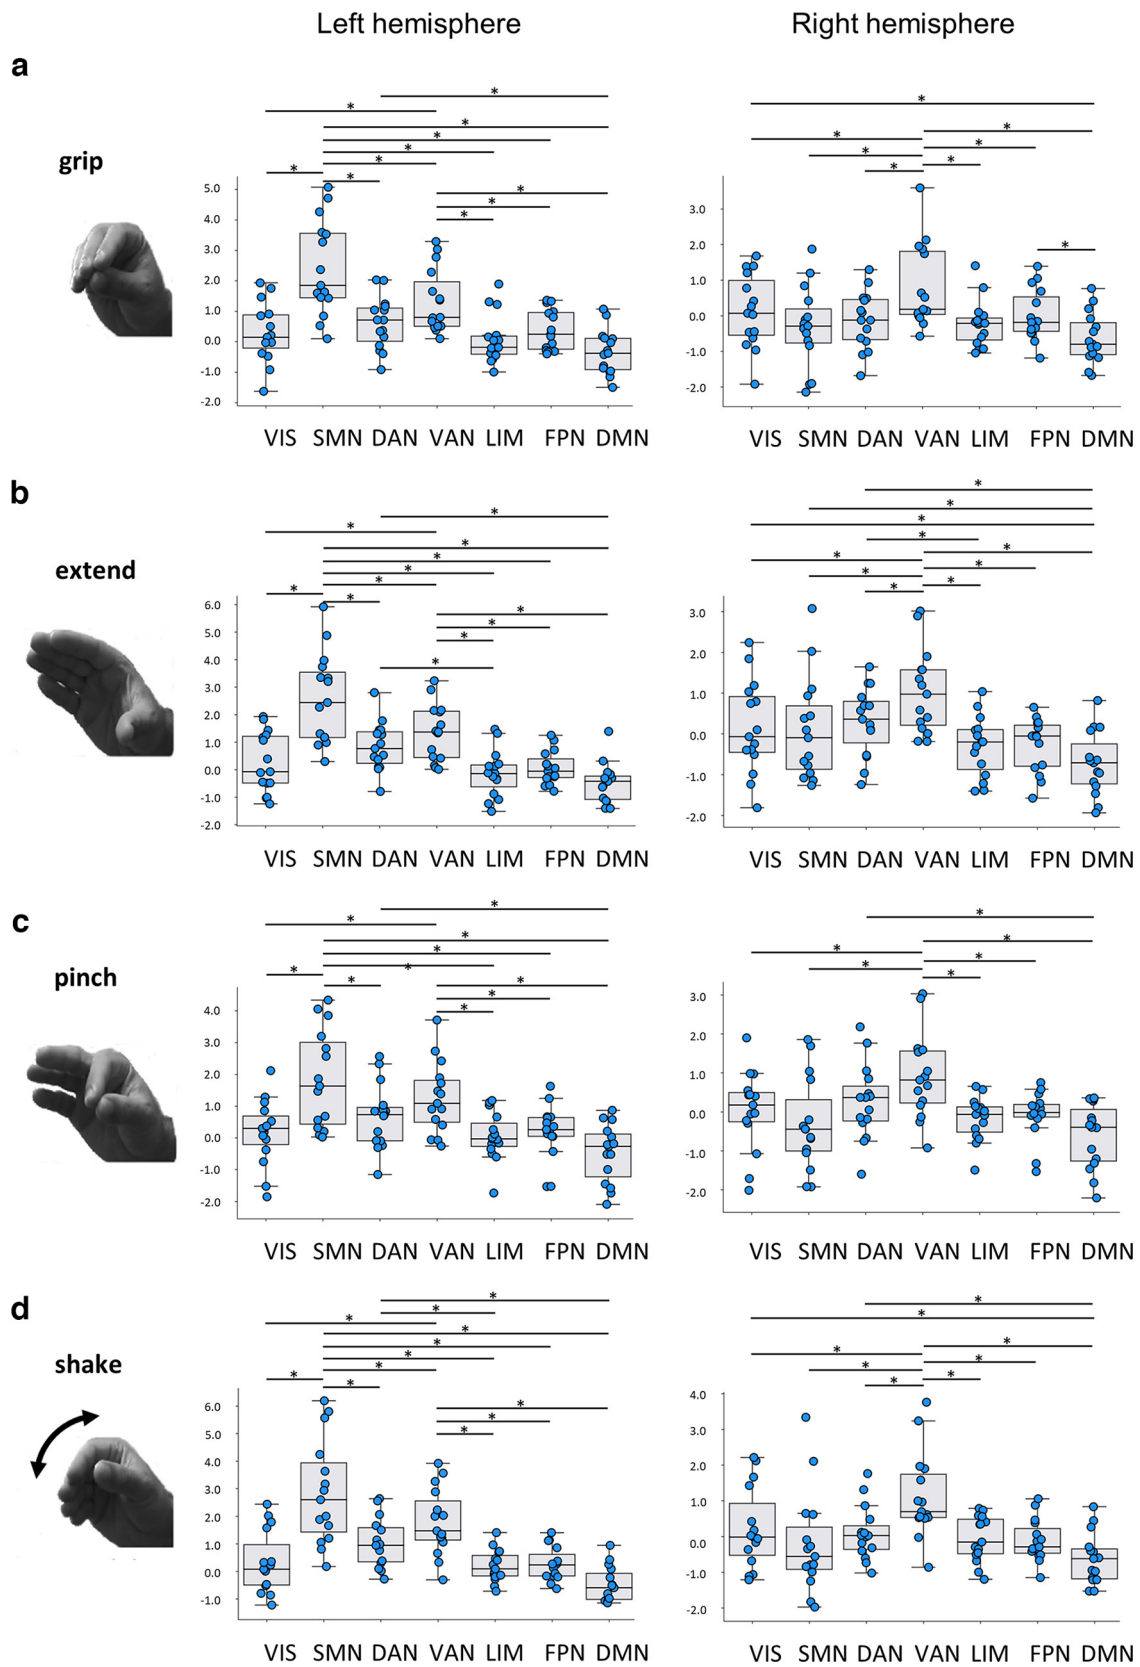 Left hemisphere Right hemisphere
a
grip
* * * * * * * * * * * *
5.0
4.0
3.0
2.0
1.0
0.0
-1.0
-2.0
VIS SMN DAN VAN LIM FPN DMN
* * * * * * * * *
3.0
2.0
1.0
0.0
-1.0
-2.0
VIS SMN DAN VAN LIM FPN DMN
b
extend
* * * * * * * * * * * *
6.0
5.0
4.0
3.0
2.0
1.0
0.0
-1.0
-2.0
VIS SMN DAN VAN LIM FPN DMN
* * * * * * * * * *
3.0
2.0
1.0
0.0
-1.0
-2.0
VIS SMN DAN VAN LIM FPN DMN
c
pinch
* * * * * * * * * *
4.0
3.0
2.0
1.0
0.0
-1.0
-2.0
VIS SMN DAN VAN LIM FPN DMN
* * * * * *
3.0
2.0
1.0
0.0
-1.0
-2.0
VIS SMN DAN VAN LIM FPN DMN
d
shake
* * * * * * * * * * * *
6.0
5.0
4.0
3.0
2.0
1.0
0.0
-1.0
VIS SMN DAN VAN LIM FPN DMN
* * * * * * * *
4.0
3.0
2.0
1.0
0.0
-1.0
-2.0
VIS SMN DAN VAN LIM FPN DMN